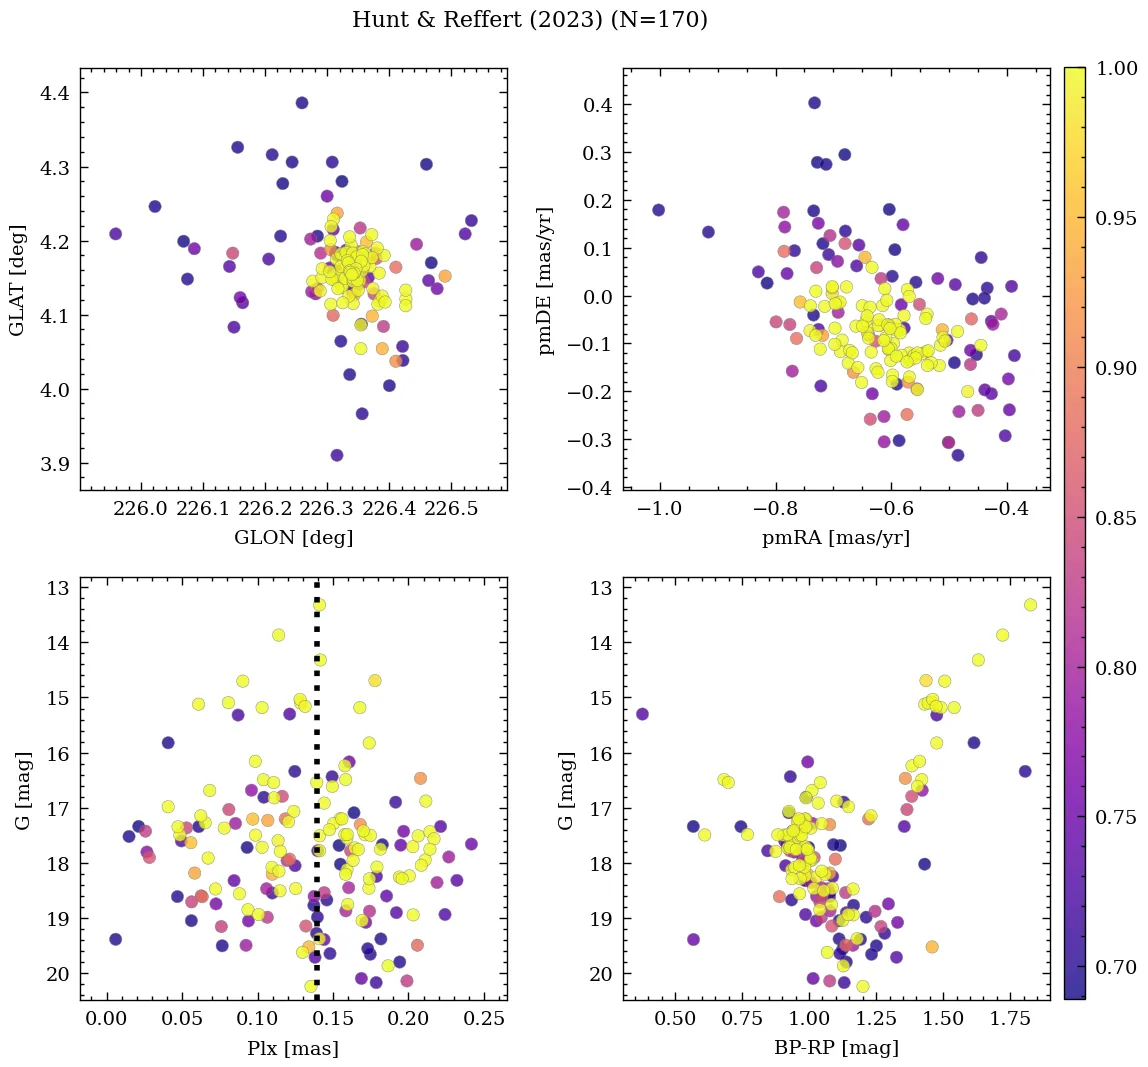 Hunt & Reffert (2023) (N=170)
4.4
4.3
4.2
4.1
4.0
3.9
GLAT [deg]
226.0 226.1 226.2 226.3 226.4 226.5
GLON [deg]
0.4
0.3
0.2
0.1
0.0
−0.1
−0.2
−0.3
−0.4
pmDE [mas/yr]
−1.0 −0.8 −0.6 −0.4
pmRA [mas/yr]
13
14
15
16
17
18
19
20
G [mag]
0.00 0.05 0.10 0.15 0.20 0.25
Plx [mas]
13
14
15
16
17
18
19
20
G [mag]
0.50 0.75 1.00 1.25 1.50 1.75
BP-RP [mag]
1.00
0.95
0.90
0.85
0.80
0.75
0.70